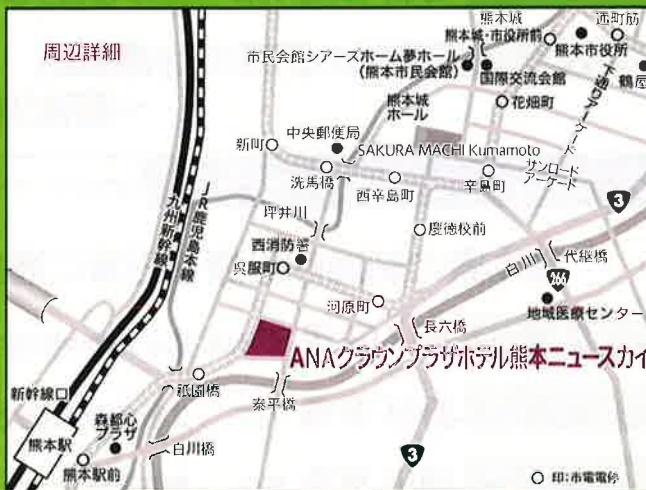 周辺詳細
熊本城
熊本城・市役所前
通町筋
熊本市役所
市民会館シアーズホーム夢ホール
(熊本市民会館)
国際交流会館
下通りアーケード
鶴屋
熊本城
ホール
花畑町
中央郵便局
新町
SAKURA MACHI Kumamoto
洗馬橋
西辛島町
辛島町
サンロード
アーケード
3
坪井川
慶徳校前
JR鹿児島本線
九州新幹線
西消防署
呉服町
白川
代継橋
266
河原町
地域医療センター
長六橋
ANAクラウンプラザホテル熊本ニュースカイ
新幹線口
祇園橋
泰平橋
熊本駅
森都心
プラザ
白川橋
3
熊本駅前
○印:市電電停